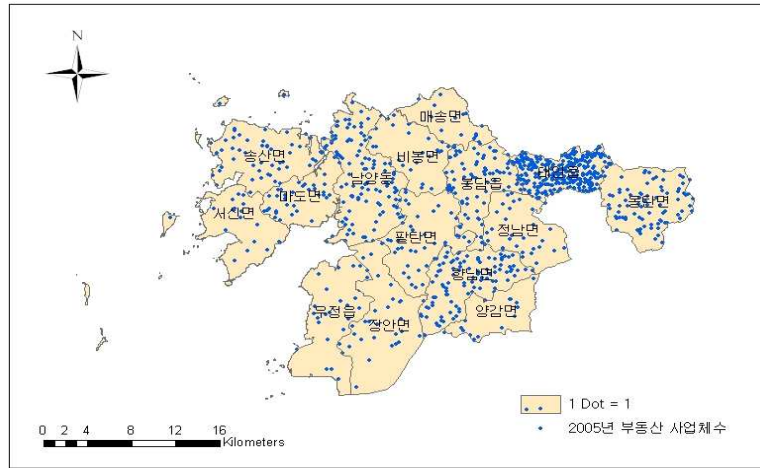 N
매송면
비봉면
송산면
남양동
봉담읍
동탄면
마도면
서신면
정남면
팔탄면
향남면
우정읍
장안면
양감면
1 Dot = 1
2005년 부동산 사업체수
0 2 4 8 12 16
Kilometers